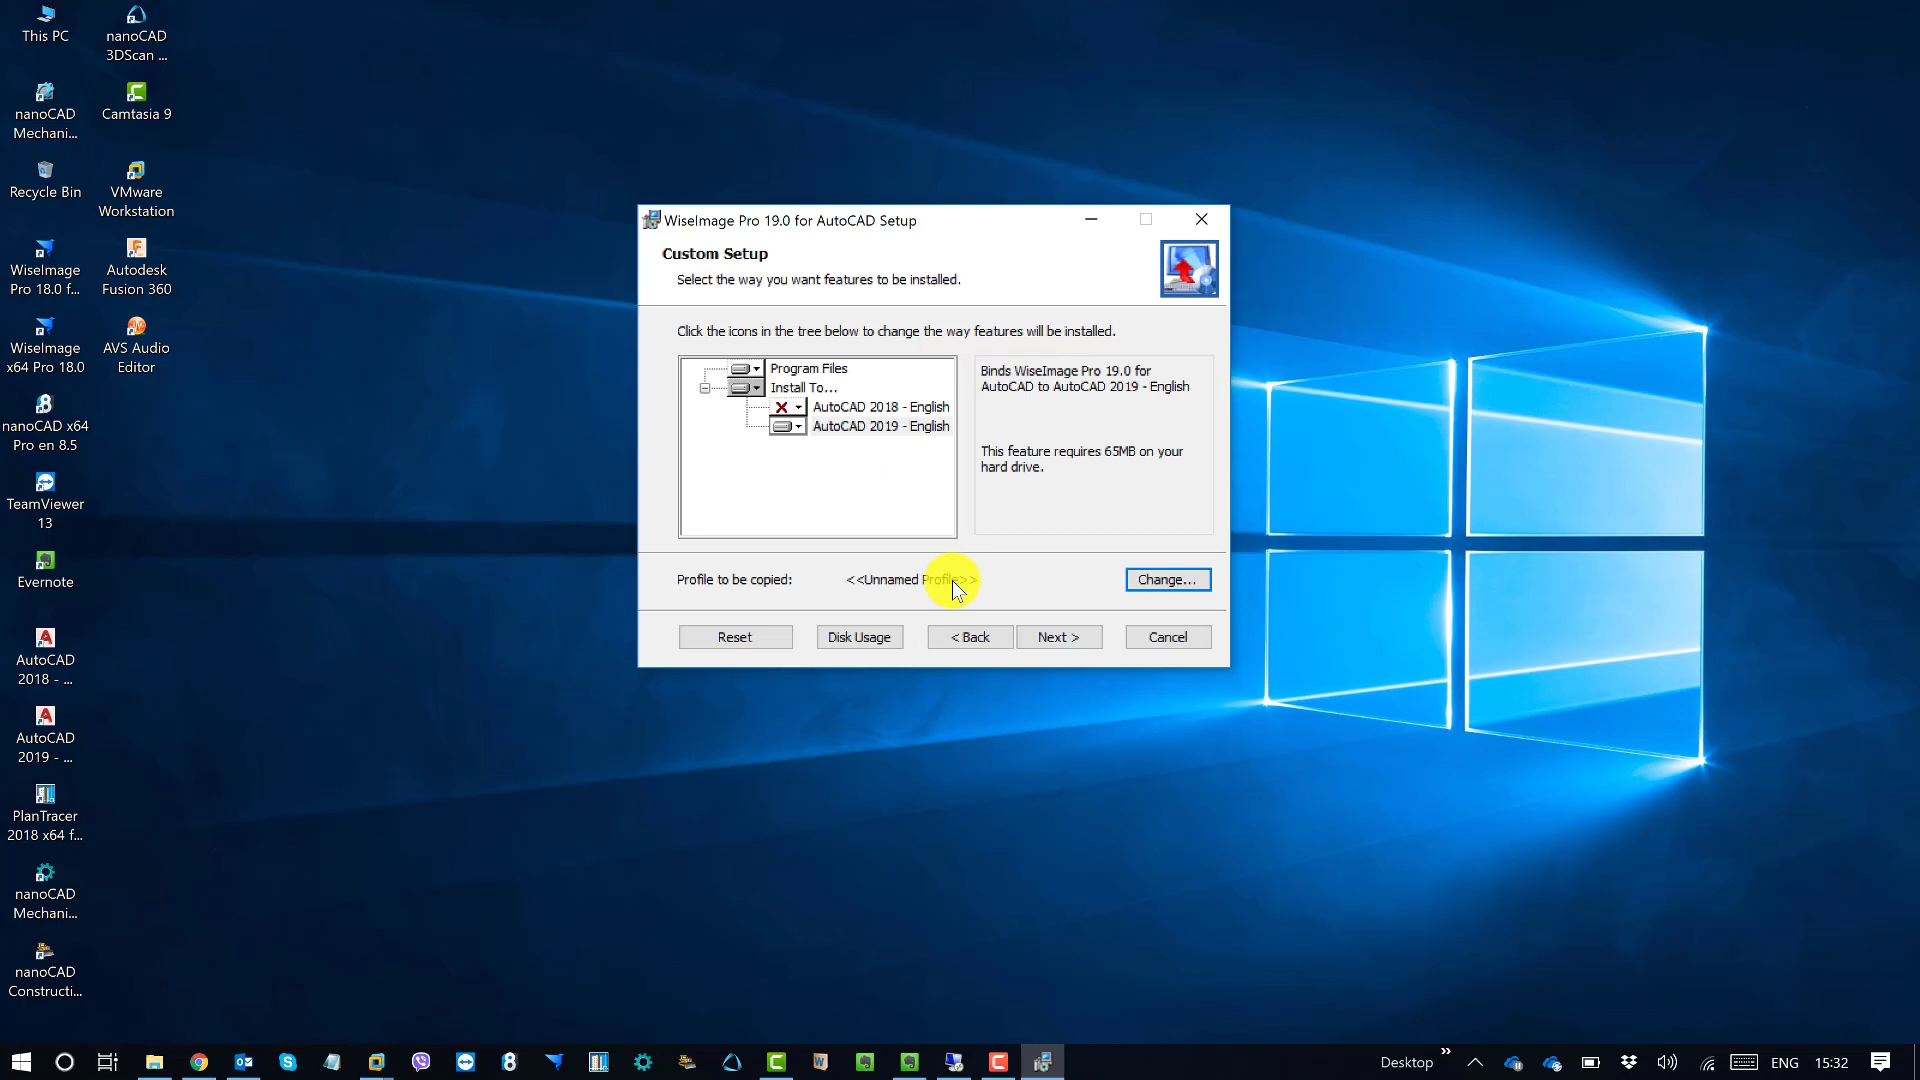 This PC
nanoCAD
3DScan ...
nanoCAD
Mechani...
Camtasia 9
Recycle Bin
VMware
Workstation
WiseImage
Pro 18.0 f...
Autodesk
Fusion 360
WiseImage
x64 Pro 18.0
AVS Audio
Editor
nanoCAD x64
Pro en 8.5
TeamViewer
13
Evernote
AutoCAD
2018 - ...
AutoCAD
2019 - ...
PlanTracer
2018 x64 f...
nanoCAD
Mechani...
nanoCAD
Constructi...
WiseImage Pro 19.0 for AutoCAD Setup
Custom Setup
Select the way you want features to be installed.
Click the icons in the tree below to change the way features will be installed.
Program Files
Install To...
AutoCAD 2018 - English
AutoCAD 2019 - English
Binds WiseImage Pro 19.0 for
AutoCAD to AutoCAD 2019 - English
This feature requires 65MB on your
hard drive.
Profile to be copied:
<<Unnamed Profile>>
Change...
Reset
Disk Usage
< Back
Next >
Cancel
Desktop
ENG
15:32